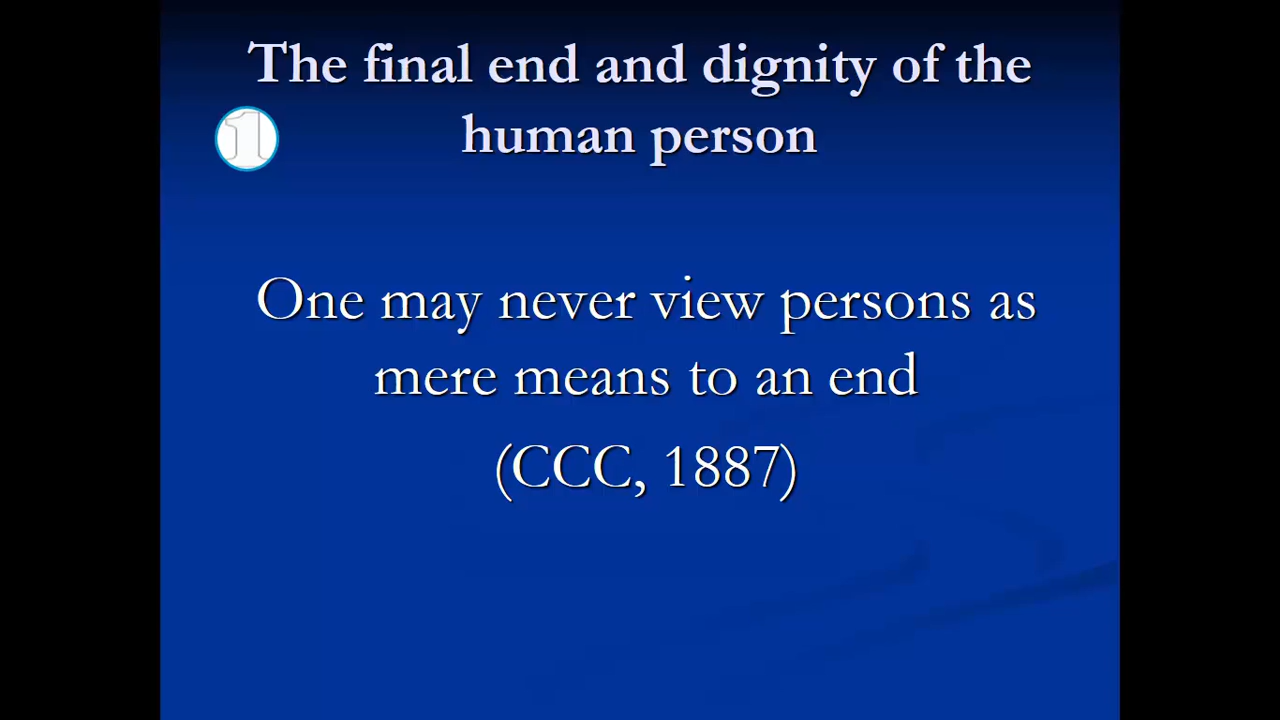 The final end and dignity of the
human person
1
One may never view persons as
mere means to an end
(CCC, 1887)